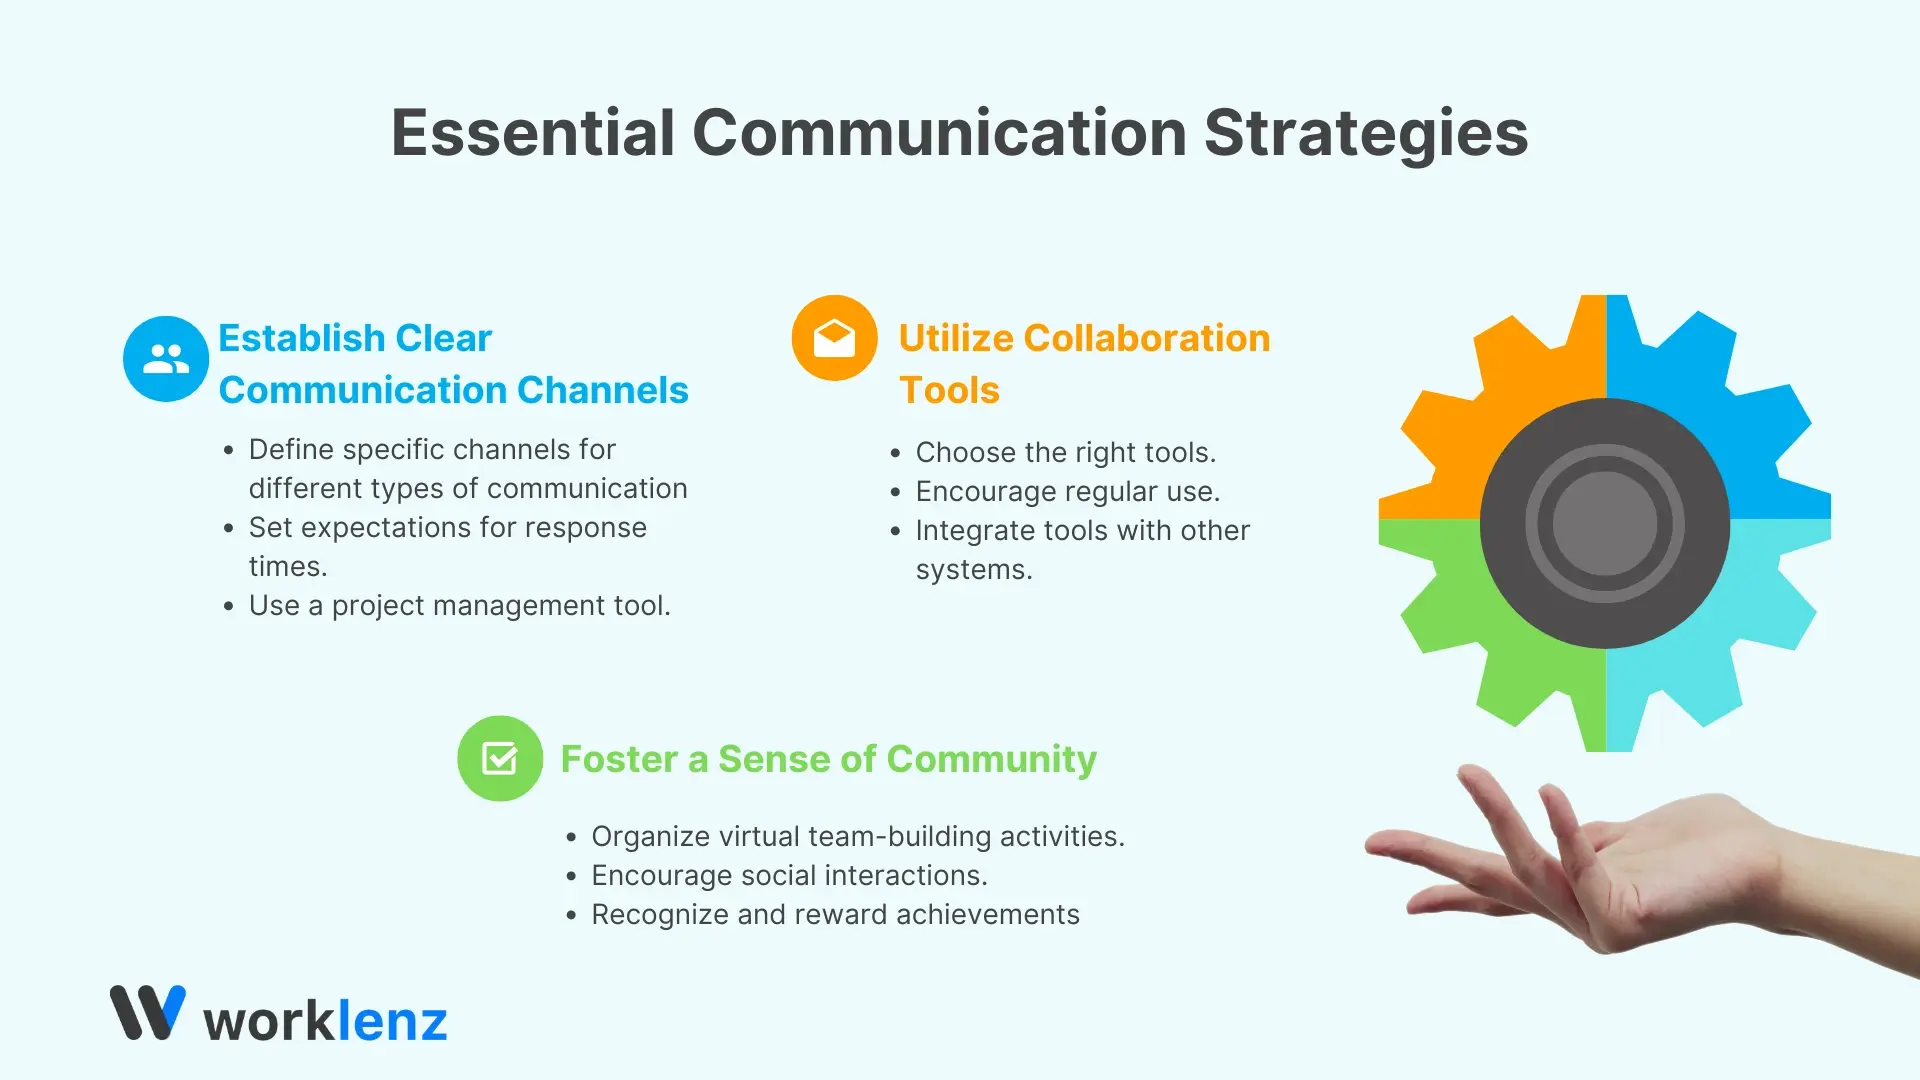 Essential Communication Strategies
Establish Clear
Communication Channels
• Define specific channels for
different types of communication
• Set expectations for response
times.
• Use a project management tool.
Utilize Collaboration
Tools
• Choose the right tools.
• Encourage regular use.
• Integrate tools with other
systems.
Foster a Sense of Community
• Organize virtual team-building activities.
• Encourage social interactions.
• Recognize and reward achievements
worklenz